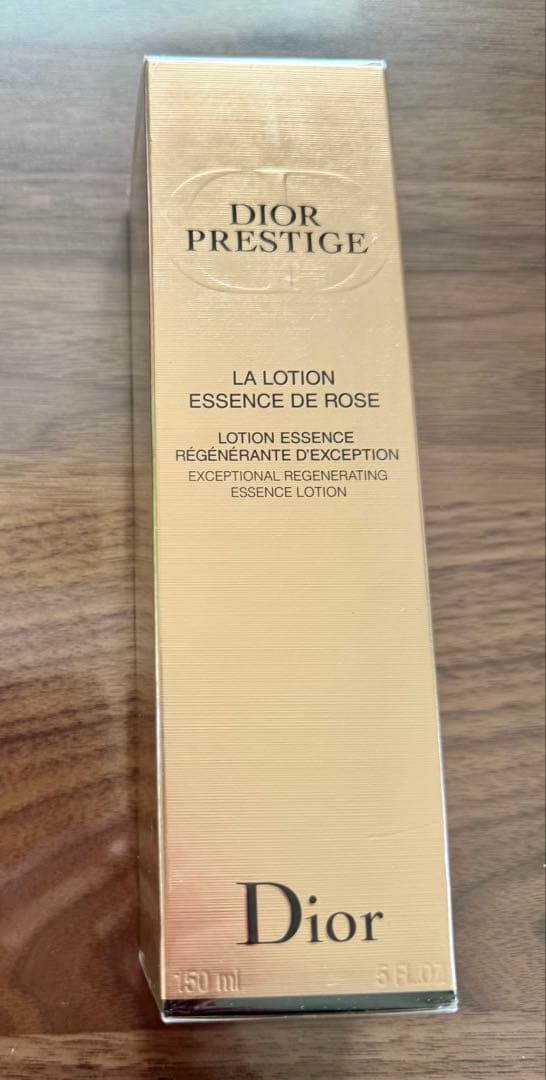 DIOR
PRESTIGE
LA LOTION
ESSENCE DE ROSE
LOTION ESSENCE
RÉGÉNÉRANTE D'EXCEPTION
EXCEPTIONAL REGENERATING
ESSENCE LOTION
Dior
150 ml 5 FL.OZ